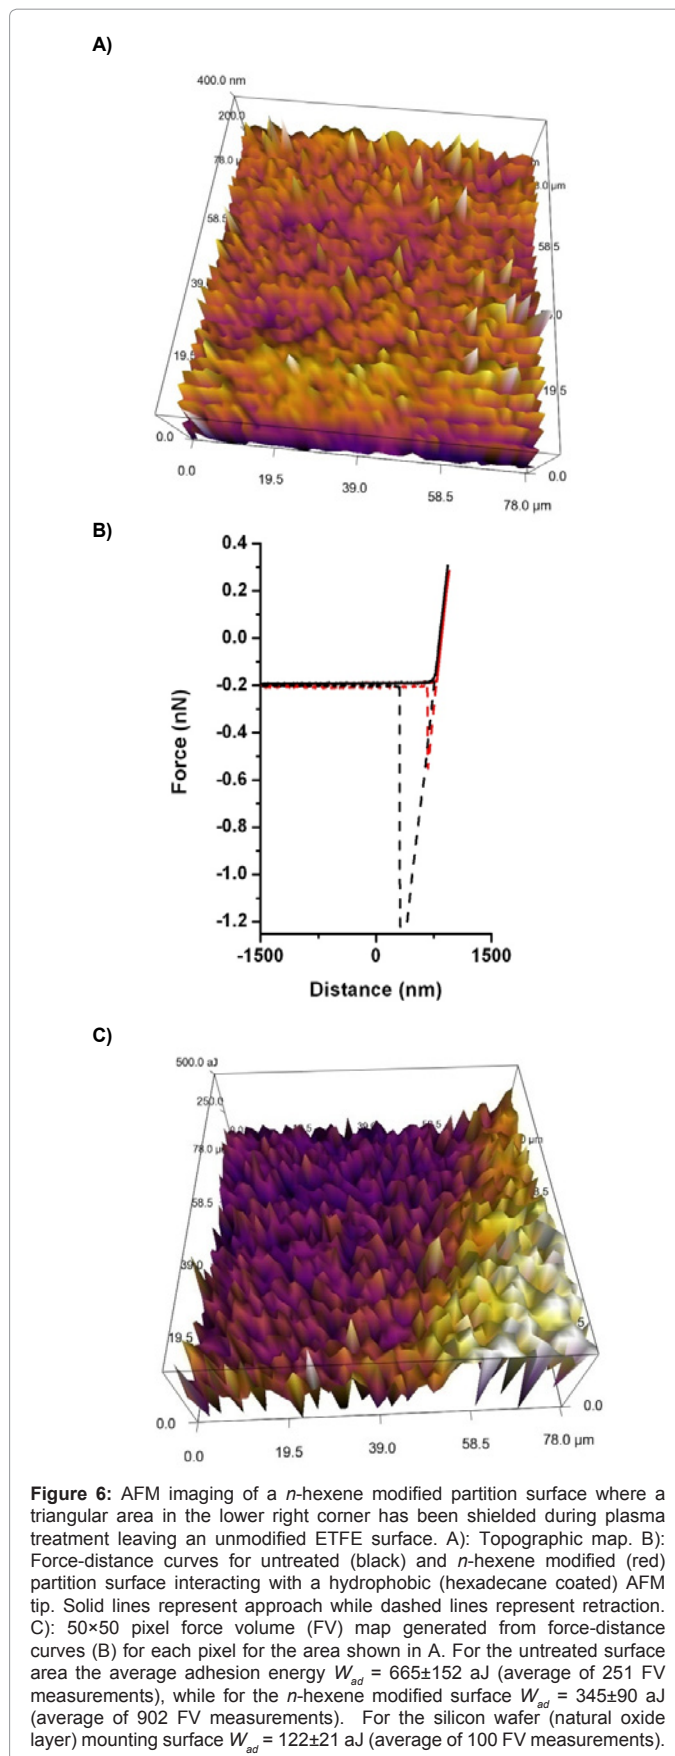 A)
400.0 nm
200.0
78.0 µ
58.5
39.0
19.5
0.0
0.0
19.5
39.0
58.5
78.0 µm
0.0
19.5
58.5
B)
0.4
0.2
0.0
-0.2
-0.4
-0.6
-0.8
-1.0
-1.2
Force (nN)
-1500
0
1500
Distance (nm)
C)
500.0 aJ
250.0
78.0 µ
58.5
39.0
19.5
0.0
0.0
19.5
39.0
58.5
78.0 µm
0.0
Figure 6: AFM imaging of a n-hexene modified partition surface where a
triangular area in the lower right corner has been shielded during plasma
treatment leaving an unmodified ETFE surface. A): Topographic map. B):
Force-distance curves for untreated (black) and n-hexene modified (red)
partition surface interacting with a hydrophobic (hexadecane coated) AFM
tip. Solid lines represent approach while dashed lines represent retraction.
C): 50×50 pixel force volume (FV) map generated from force-distance
curves (B) for each pixel for the area shown in A. For the untreated surface
area the average adhesion energy Wad = 665±152 aJ (average of 251 FV
measurements), while for the n-hexene modified surface Wad = 345±90 aJ
(average of 902 FV measurements). For the silicon wafer (natural oxide
layer) mounting surface Wad = 122±21 aJ (average of 100 FV measurements).